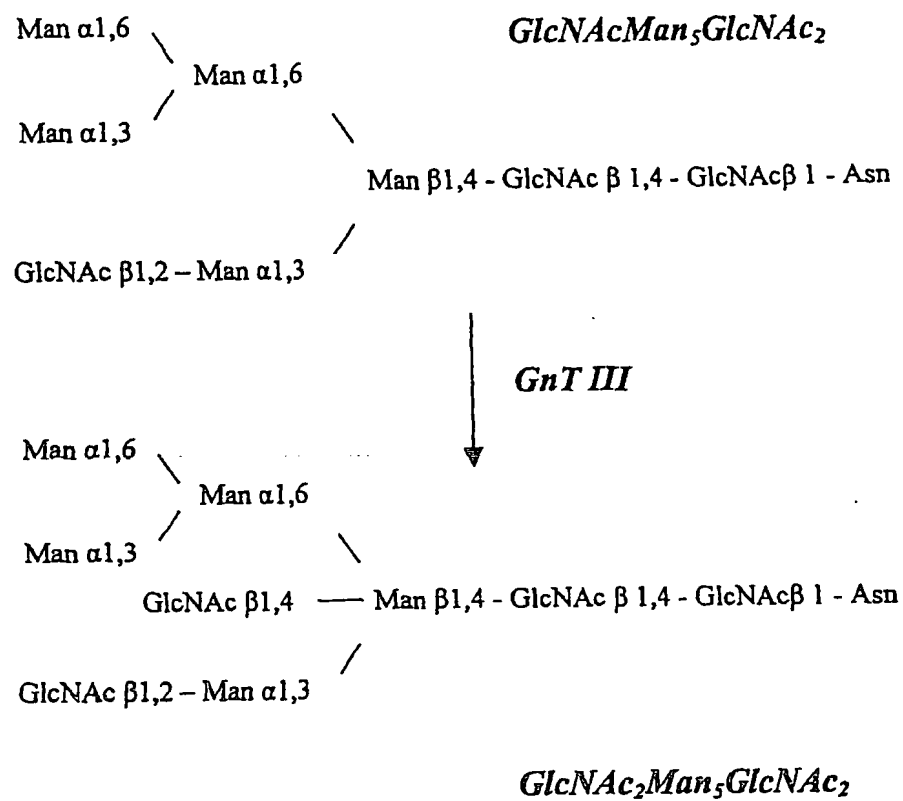 Man α1,6
GlcNAcMan₅GlcNAc₂
Man α1,6
Man α1,3
Man β1,4 - GlcNAc β 1,4 - GlcNAcβ 1 - Asn
GlcNAc β1,2 – Man α1,3
GnT III
Man α1,6
Man α1,6
Man α1,3
GlcNAc β1,4 — Man β1,4 - GlcNAc β 1,4 - GlcNAcβ 1 - Asn
GlcNAc β1,2 – Man α1,3
GlcNAc₂Man₅GlcNAc₂